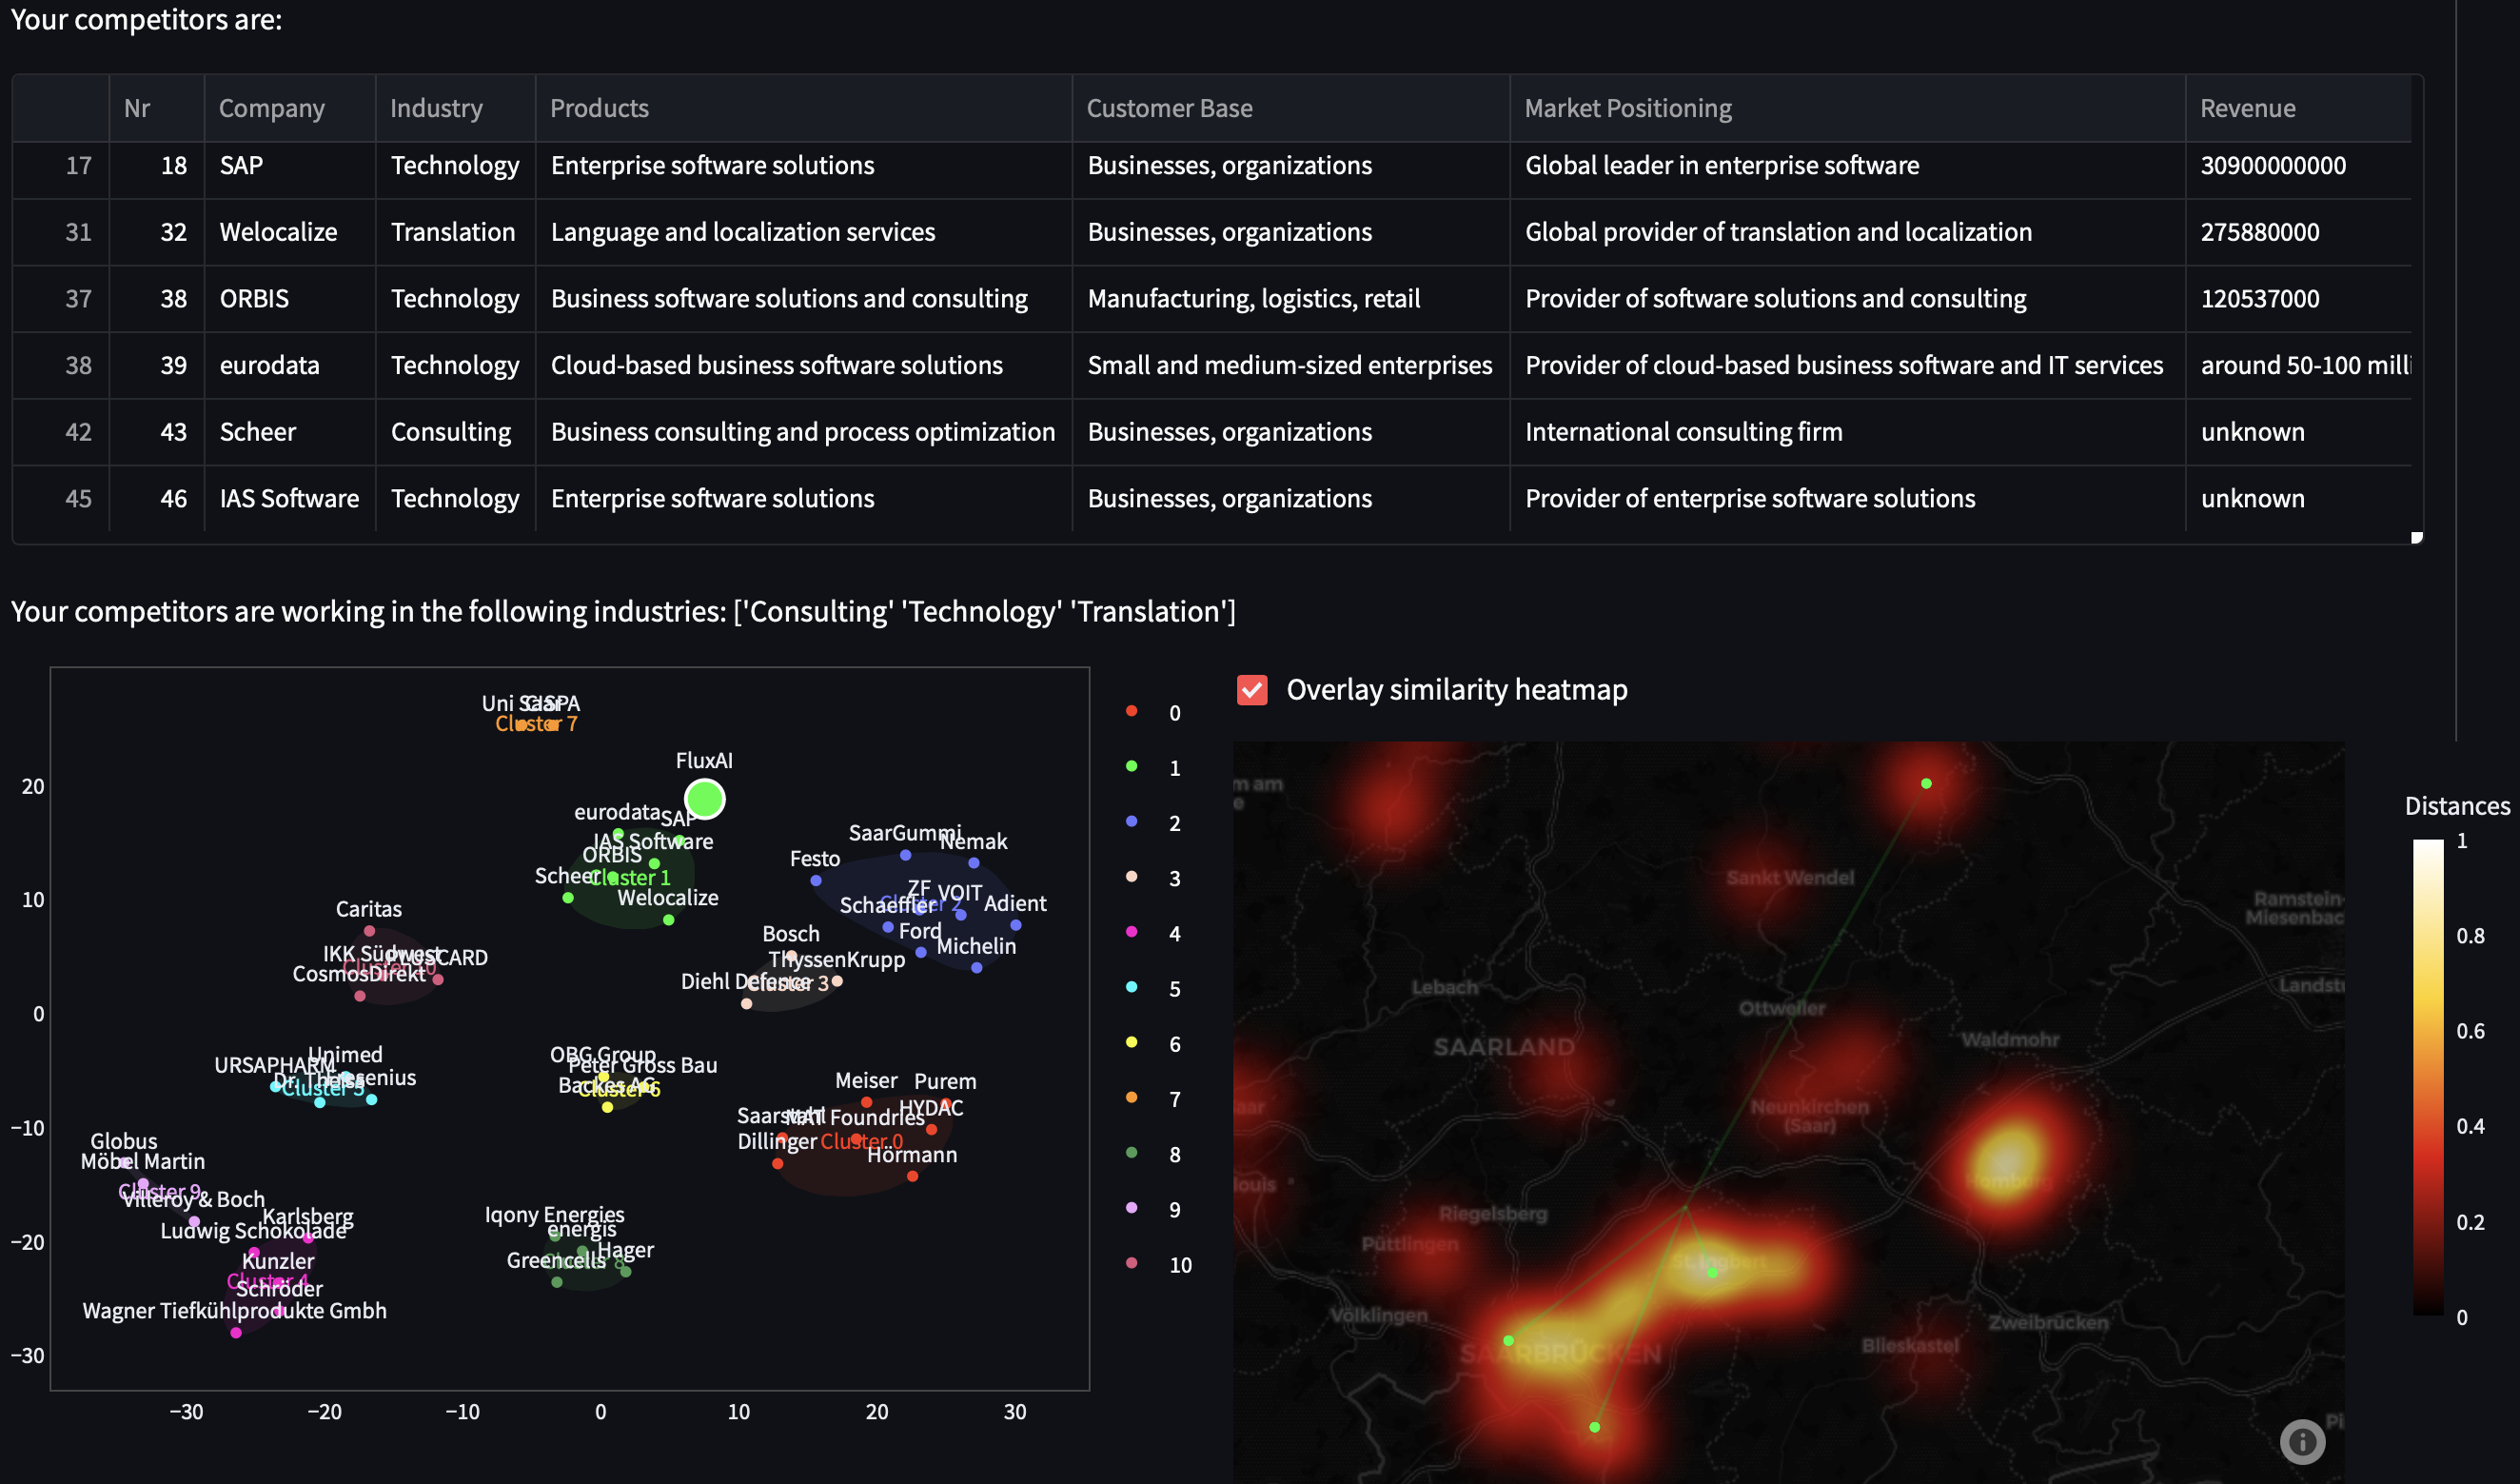 Your competitors are:
Nr Company Industry Products Customer Base Market Positioning Revenue
17 18 SAP Technology Enterprise software solutions Businesses, organizations Global leader in enterprise software 30900000000
31 32 Welocalize Translation Language and localization services Businesses, organizations Global provider of translation and localization 275880000
37 38 ORBIS Technology Business software solutions and consulting Manufacturing, logistics, retail Provider of software solutions and consulting 120537000
38 39 eurodata Technology Cloud-based business software solutions Small and medium-sized enterprises Provider of cloud-based business software and IT services around 50-100 milli
42 43 Scheer Consulting Business consulting and process optimization Businesses, organizations International consulting firm unknown
45 46 IAS Software Technology Enterprise software solutions Businesses, organizations Provider of enterprise software solutions unknown
Your competitors are working in the following industries: ['Consulting' 'Technology' 'Translation']
Uni Saar CISPA
Cluster 7
FluxAI
eurodata SAP
IAS Software
ORBIS
Scheer Cluster 1
Welocalize
SaarGummi
Nemak
Festo
ZF VOIT
Schaeffler Cluster 2 Adient
Ford
Michelin
Bosch
ThyssenKrupp
Diehl Defence
Cluster 3
Caritas
IKK Südwest PLUSCARD
CosmosDirekt
URSAPHARM Unimed
Dr. Theiss Fresenius
Cluster 5
OBG Group
Peter Gross Bau
Backes AG
Cluster 6
Meiser Purem
HYDAC
Saarstahl MAT Foundries
Dillinger Cluster 0
Hörmann
Globus
Möbel Martin
Cluster 9
Villeroy & Boch
Karlsberg
Ludwig Schokolade
Kunzler
Cluster 4
Schröder
Wagner Tiefkühlprodukte Gmbh
Iqony Energies
energis
Hager
Greencells Cluster 8
20
10
0
−10
−20
−30
−30 −20 −10 0 10 20 30
0
1
2
3
4
5
6
7
8
9
10
Overlay similarity heatmap
m am
e
Sankt Wendel
Ramstein-
Miesenbac
Lebach
Ottweiler
Landstu
SAARLAND
Waldmohr
Neunkirchen
(Saar)
aar
louis
Homburg
Riegelsberg
Püttlingen
St. Ingbert
Völklingen
SAARBRÜCKEN
Blieskastel
Zweibrücken
Pi
Distances
1
0.8
0.6
0.4
0.2
0